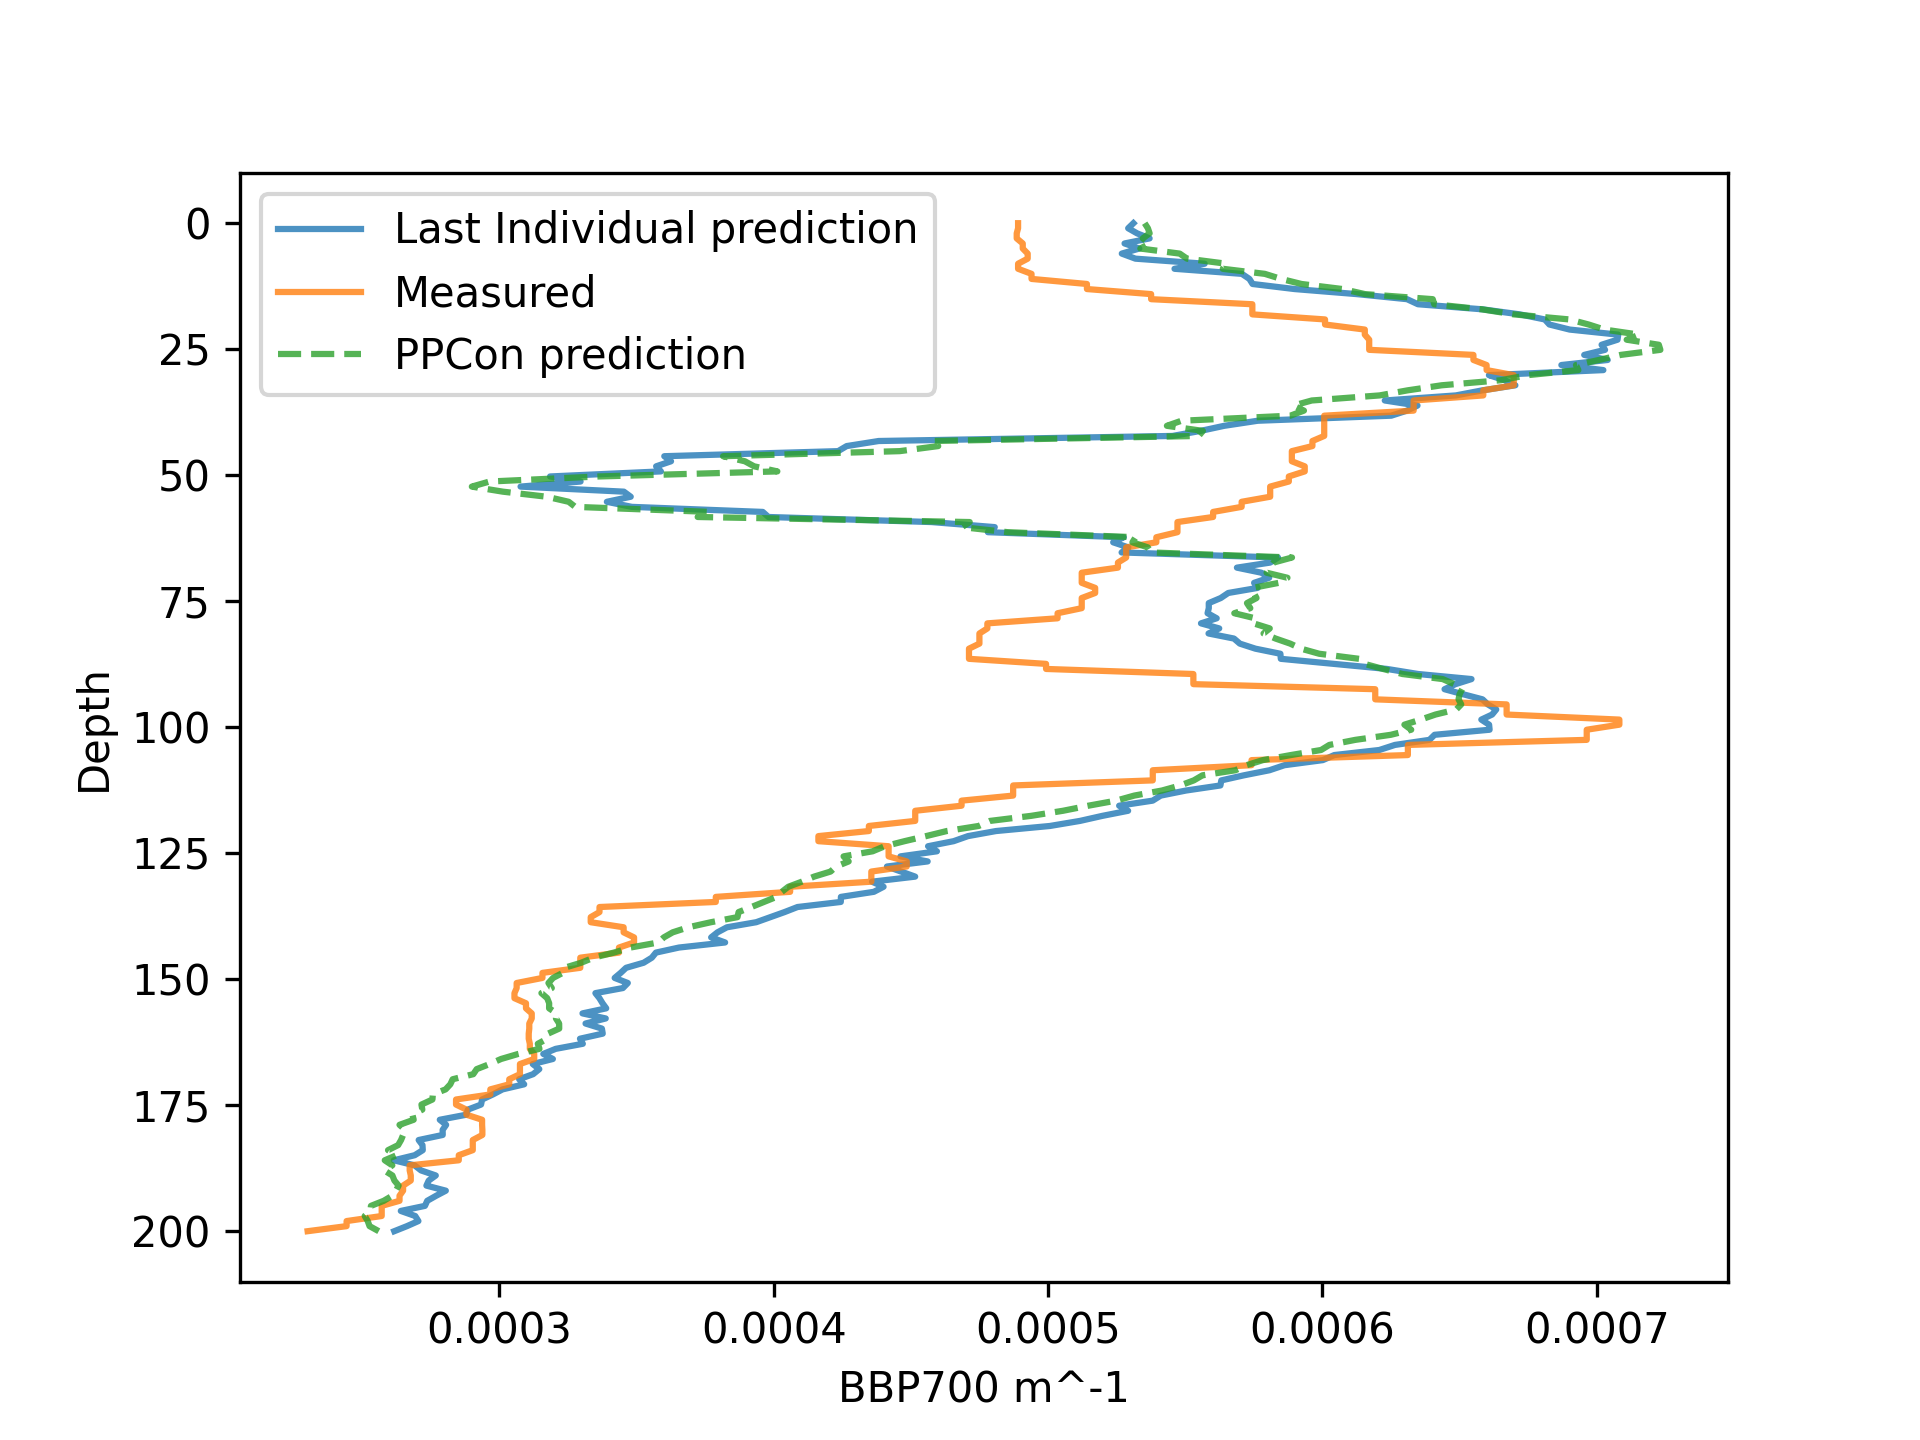 Last Individual prediction
Measured
PPCon prediction
0
25
50
75
100
125
150
175
200
Depth
0.0003 0.0004 0.0005 0.0006 0.0007
BBP700 m^-1